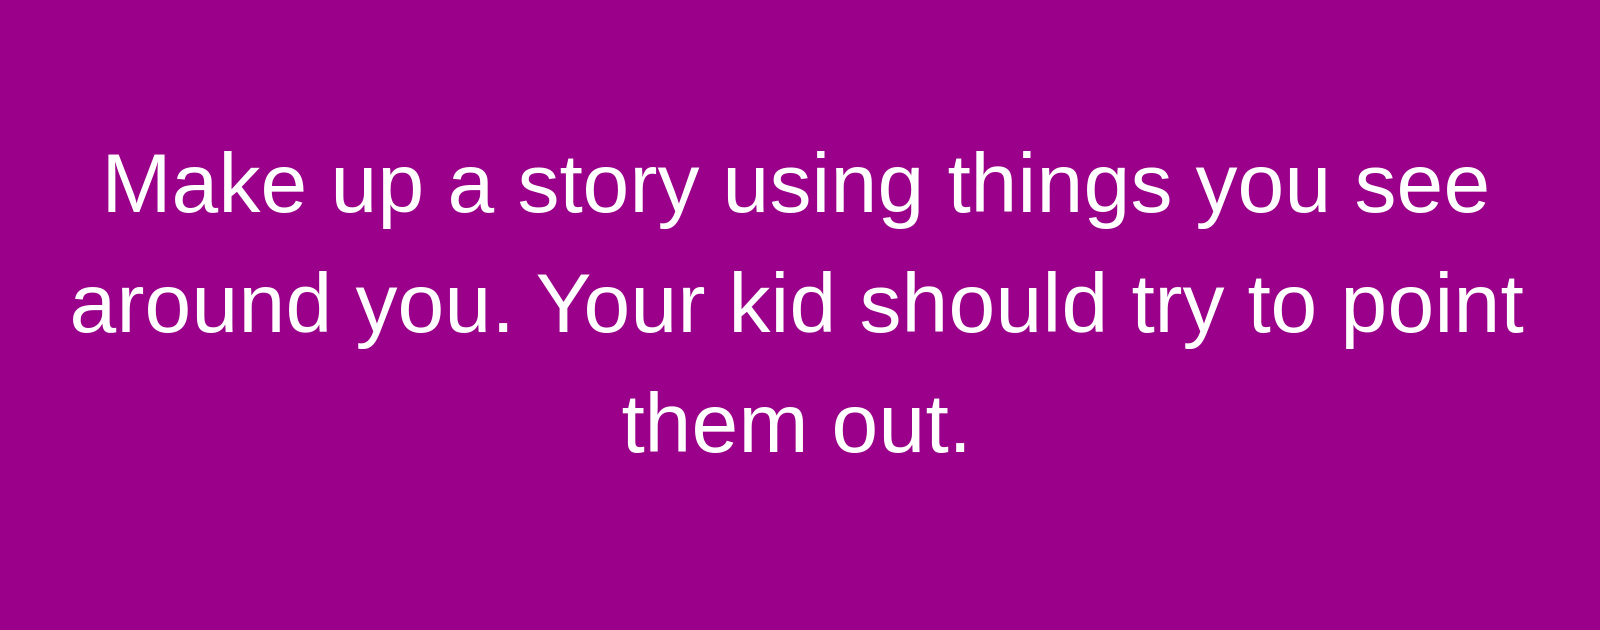 Make up a story using things you see
around you. Your kid should try to point
them out.